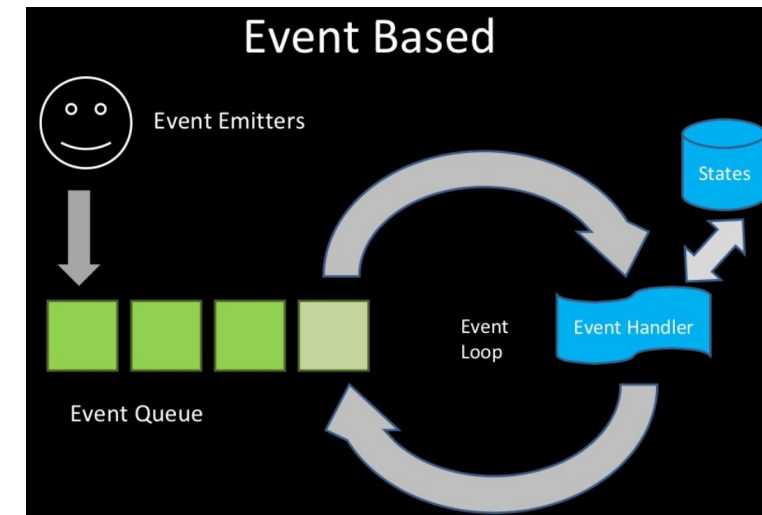 Event Based
Event Emitters
States
Event
Loop
Event Handler
Event Queue